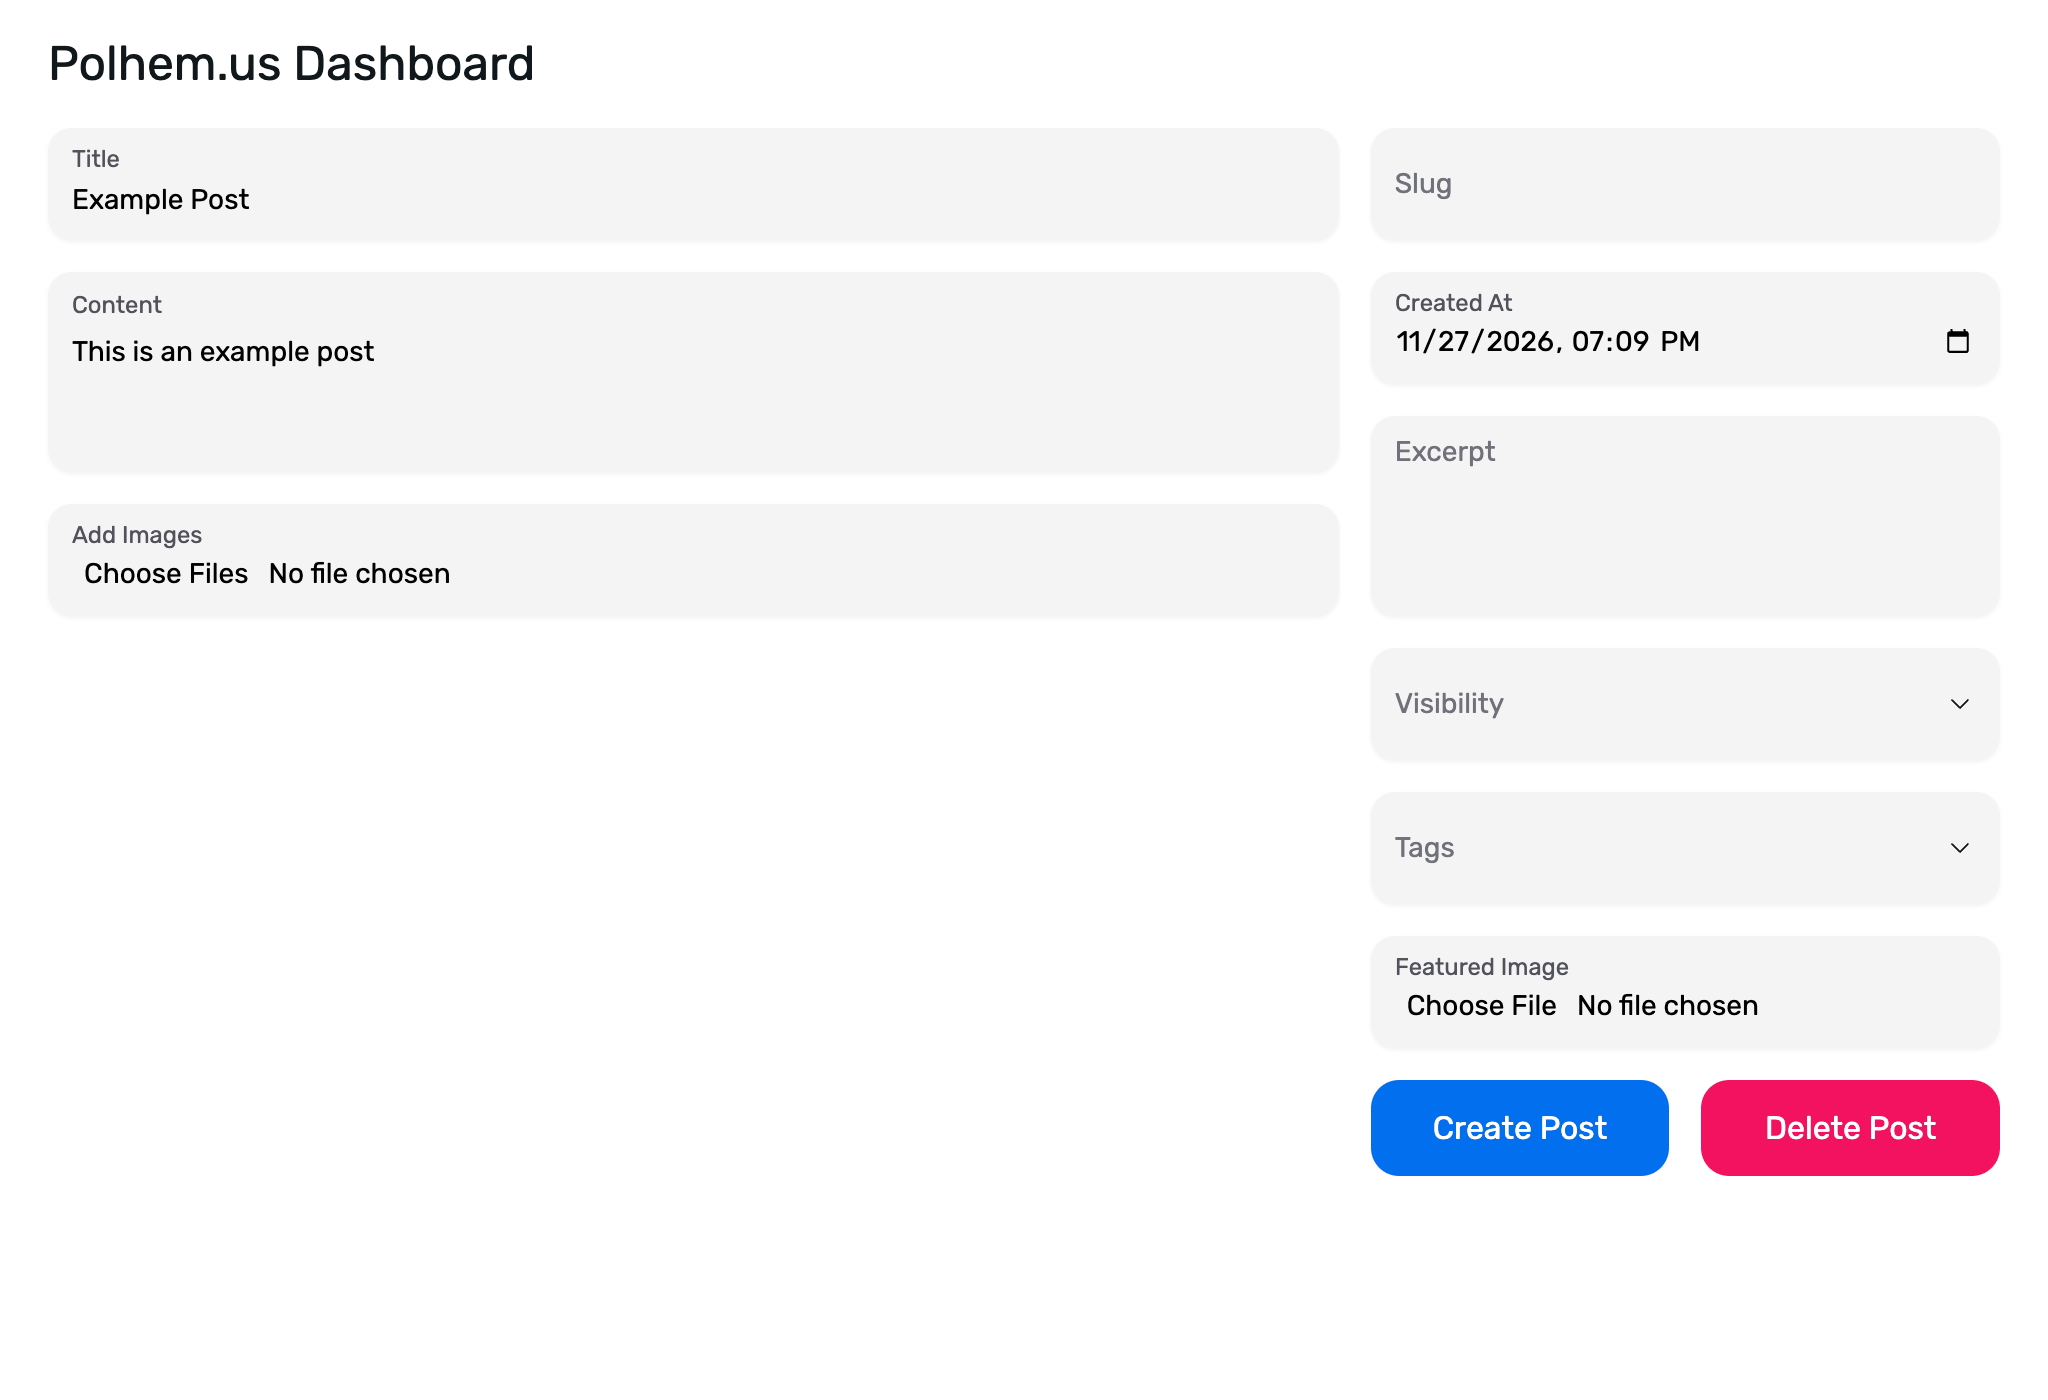 Polhem.us Dashboard
Title
Example Post
Content
This is an example post
Add Images
Choose Files No file chosen
Slug
Created At
11/27/2026, 07:09 PM
Excerpt
Visibility
Tags
Featured Image
Choose File No file chosen
Create Post
Delete Post